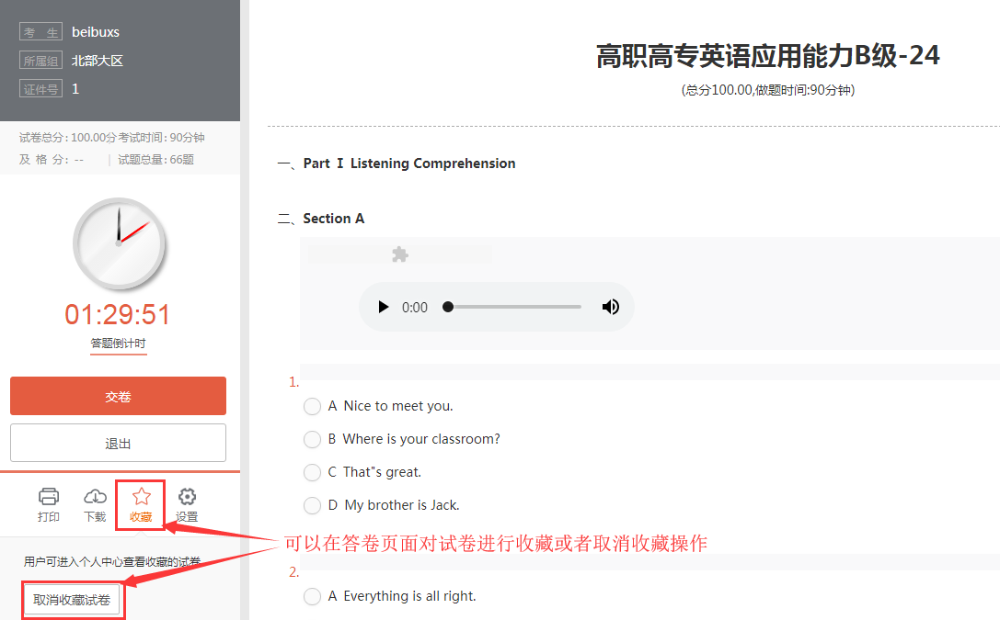 考 生 beibuxs
所属组 北部大区
证件号 1
试卷总分：100.00分 考试时间：90分钟
及 格 分：-- | 试题总量：66题
01:29:51
答题倒计时
交卷
退出
打印 下载 收藏 设置
用户可进入个人中心查看收藏的试卷
取消收藏试卷
高职高专英语应用能力B级-24
(总分100.00,做题时间:90分钟)
一、Part Ⅰ Listening Comprehension
二、Section A
0:00
1.
A Nice to meet you.
B Where is your classroom?
C That"s great.
D My brother is Jack.
可以在答卷页面对试卷进行收藏或者取消收藏操作
2.
A Everything is all right.